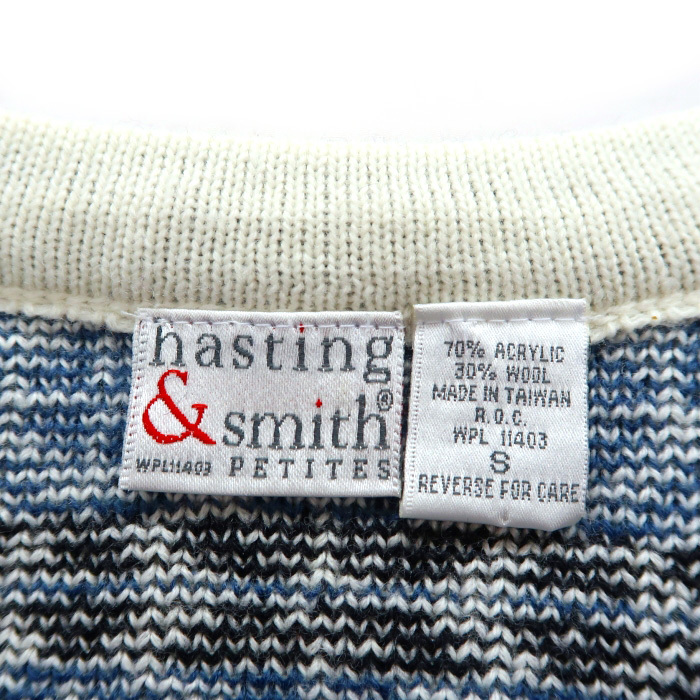 hasting
& smith®
WPL11403 PETITES
70% ACRYLIC
30% WOOL
MADE IN TAIWAN
R.O.C.
WPL 11403
S
REVERSE FOR CARE